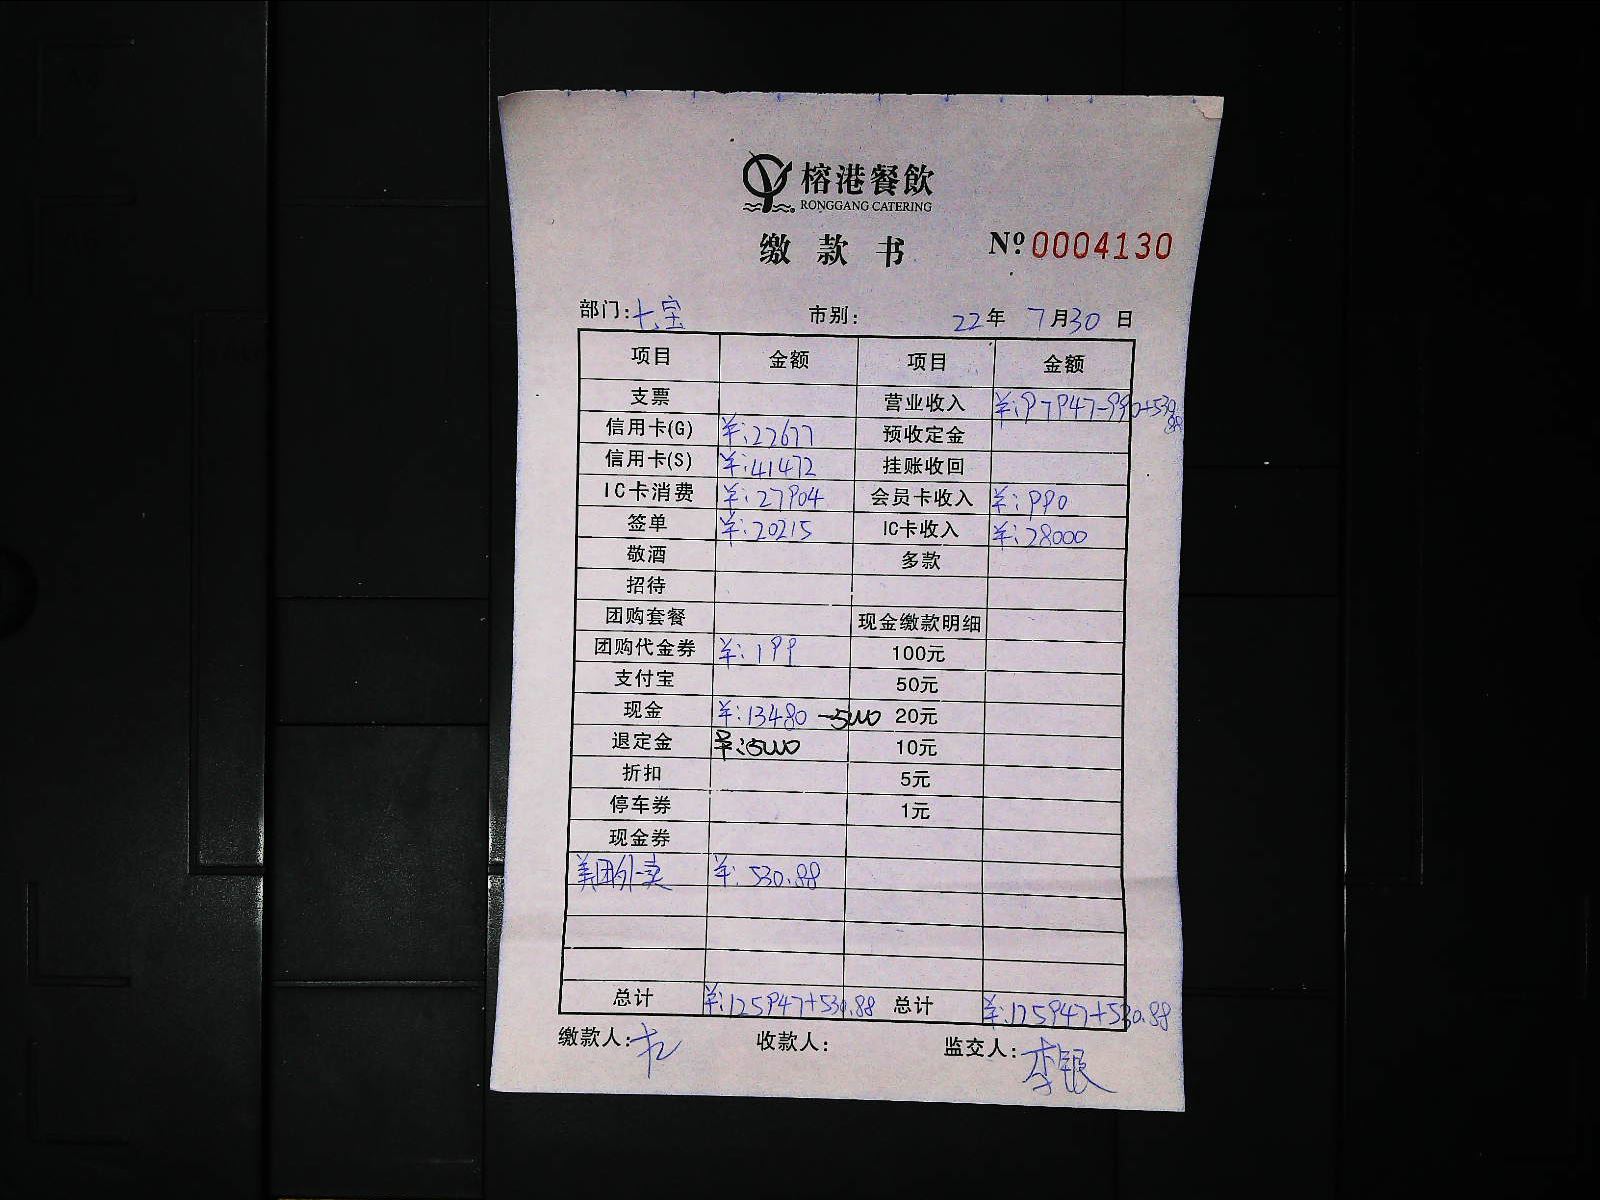 榕港餐飲
RONGGANG CATERING
缴款书 №0004130
部门:七宝 市别: 22年 7月30日
项目 金额 项目 金额
支票 营业收入 ¥:97947-990+530.88
信用卡(G) ¥:22677 预收定金
信用卡(S) ¥:41472 挂账收回
IC卡消费 ¥:27904 会员卡收入 ¥:990
签单 ¥:20215 IC卡收入 ¥:28000
敬酒 多款
招待
团购套餐 现金缴款明细
团购代金券 ¥:199 100元
支付宝 50元
现金 ¥:13480 -5000 20元
退定金 ¥:5000 10元
折扣 5元
停车券 1元
现金券
美团外卖 ¥:530.88
总计 ¥:125947+530.88 总计 ¥:125947+530.88
缴款人: 收款人: 监交人:李银